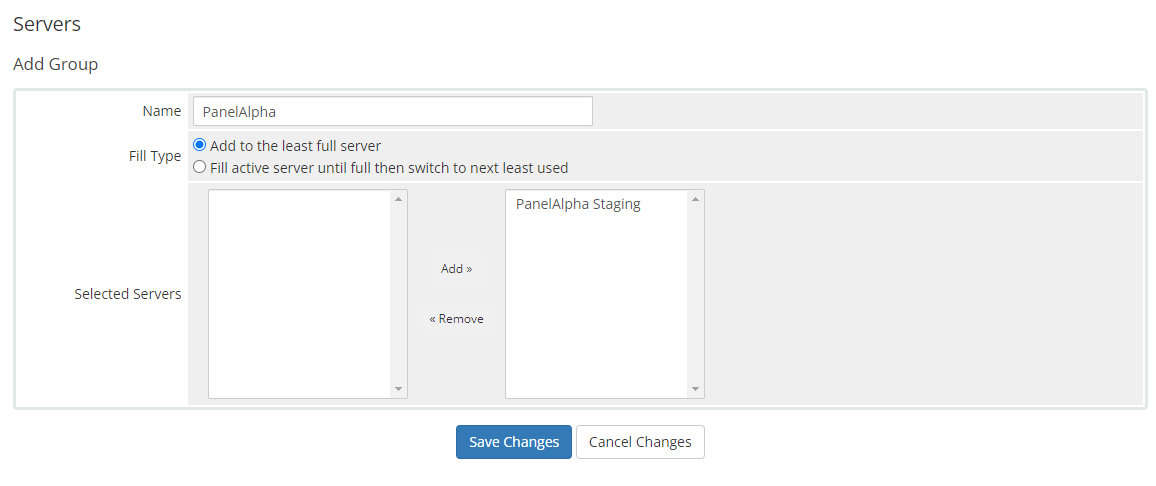 Servers
Add Group
Name
PanelAlpha
Fill Type
Add to the least full server
Fill active server until full then switch to next least used
Selected Servers
PanelAlpha Staging
Add »
« Remove
Save Changes
Cancel Changes